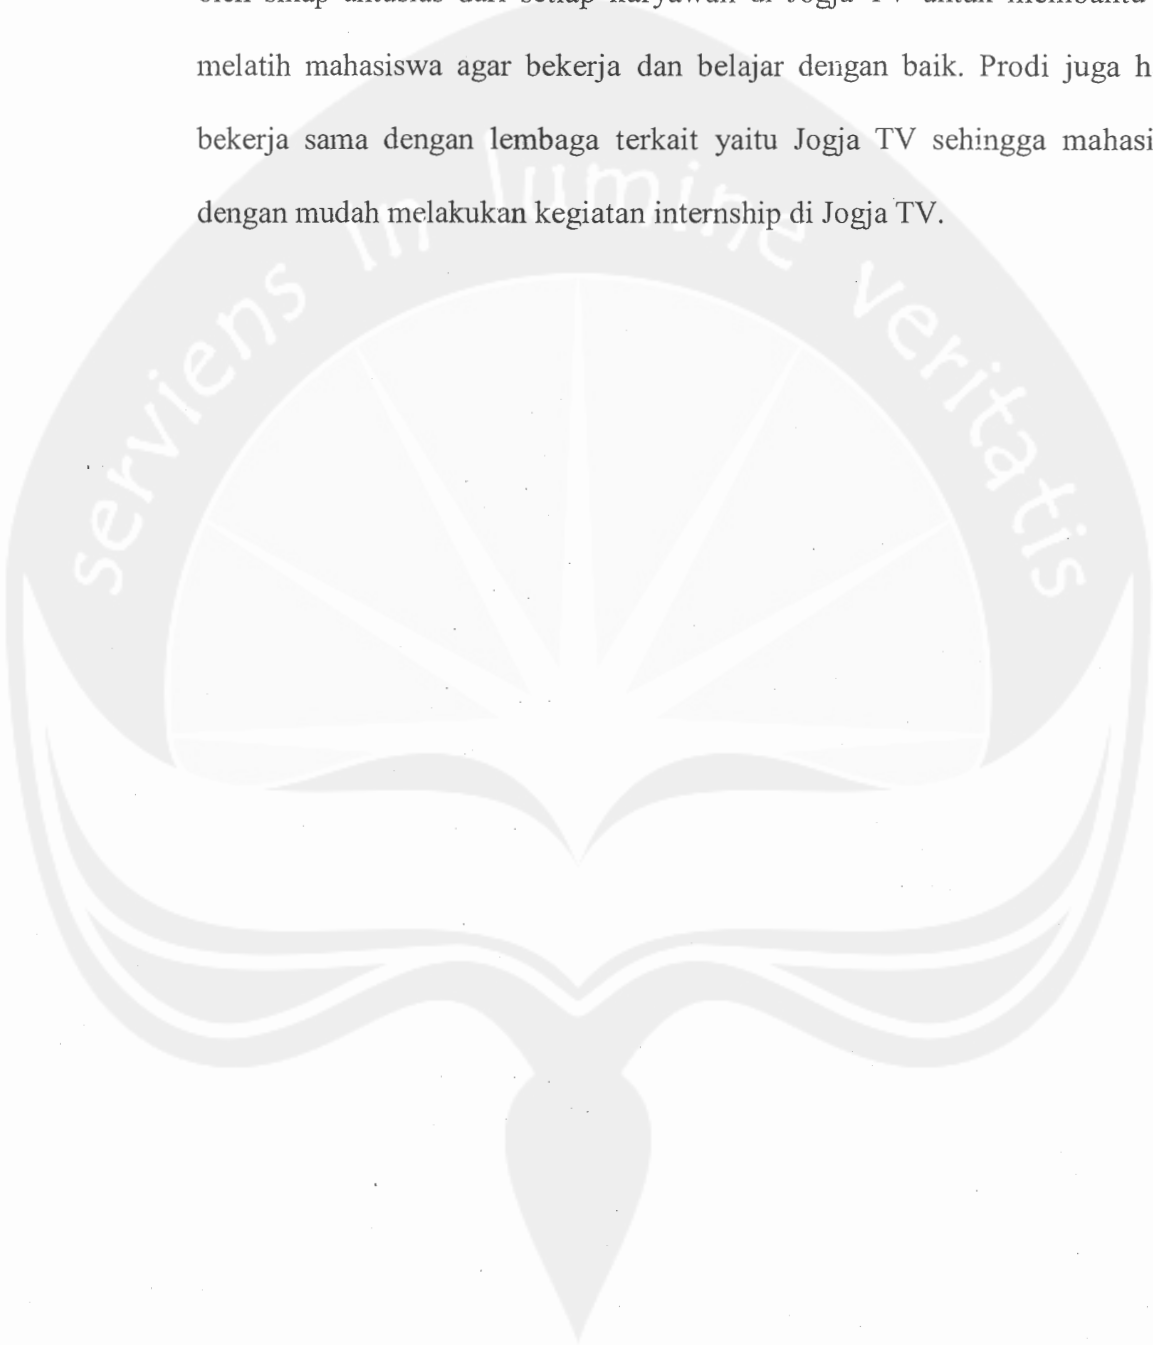 oleh sikap antusias dari setiap karyawan di Jogja TV untuk membantu
melatih mahasiswa agar bekerja dan belajar dengan baik. Prodi juga h
bekerja sama dengan lembaga terkait yaitu Jogja TV sehingga mahasi
dengan mudah melakukan kegiatan internship di Jogja TV.
serviens in lumine veritatis